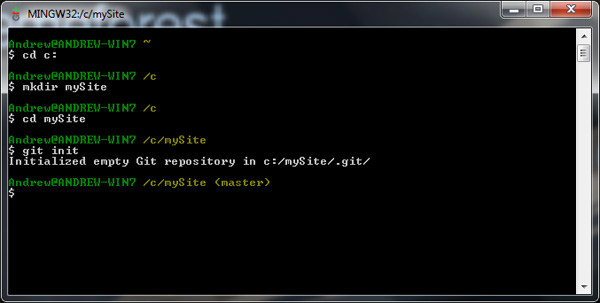 MINGW32:/c/mySite
Andrew@ANDREW-WIN7 ~
$ cd c:
Andrew@ANDREW-WIN7 /c
$ mkdir mySite
Andrew@ANDREW-WIN7 /c
$ cd mySite
Andrew@ANDREW-WIN7 /c/mySite
$ git init
Initialized empty Git repository in c:/mySite/.git/
Andrew@ANDREW-WIN7 /c/mySite (master)
$